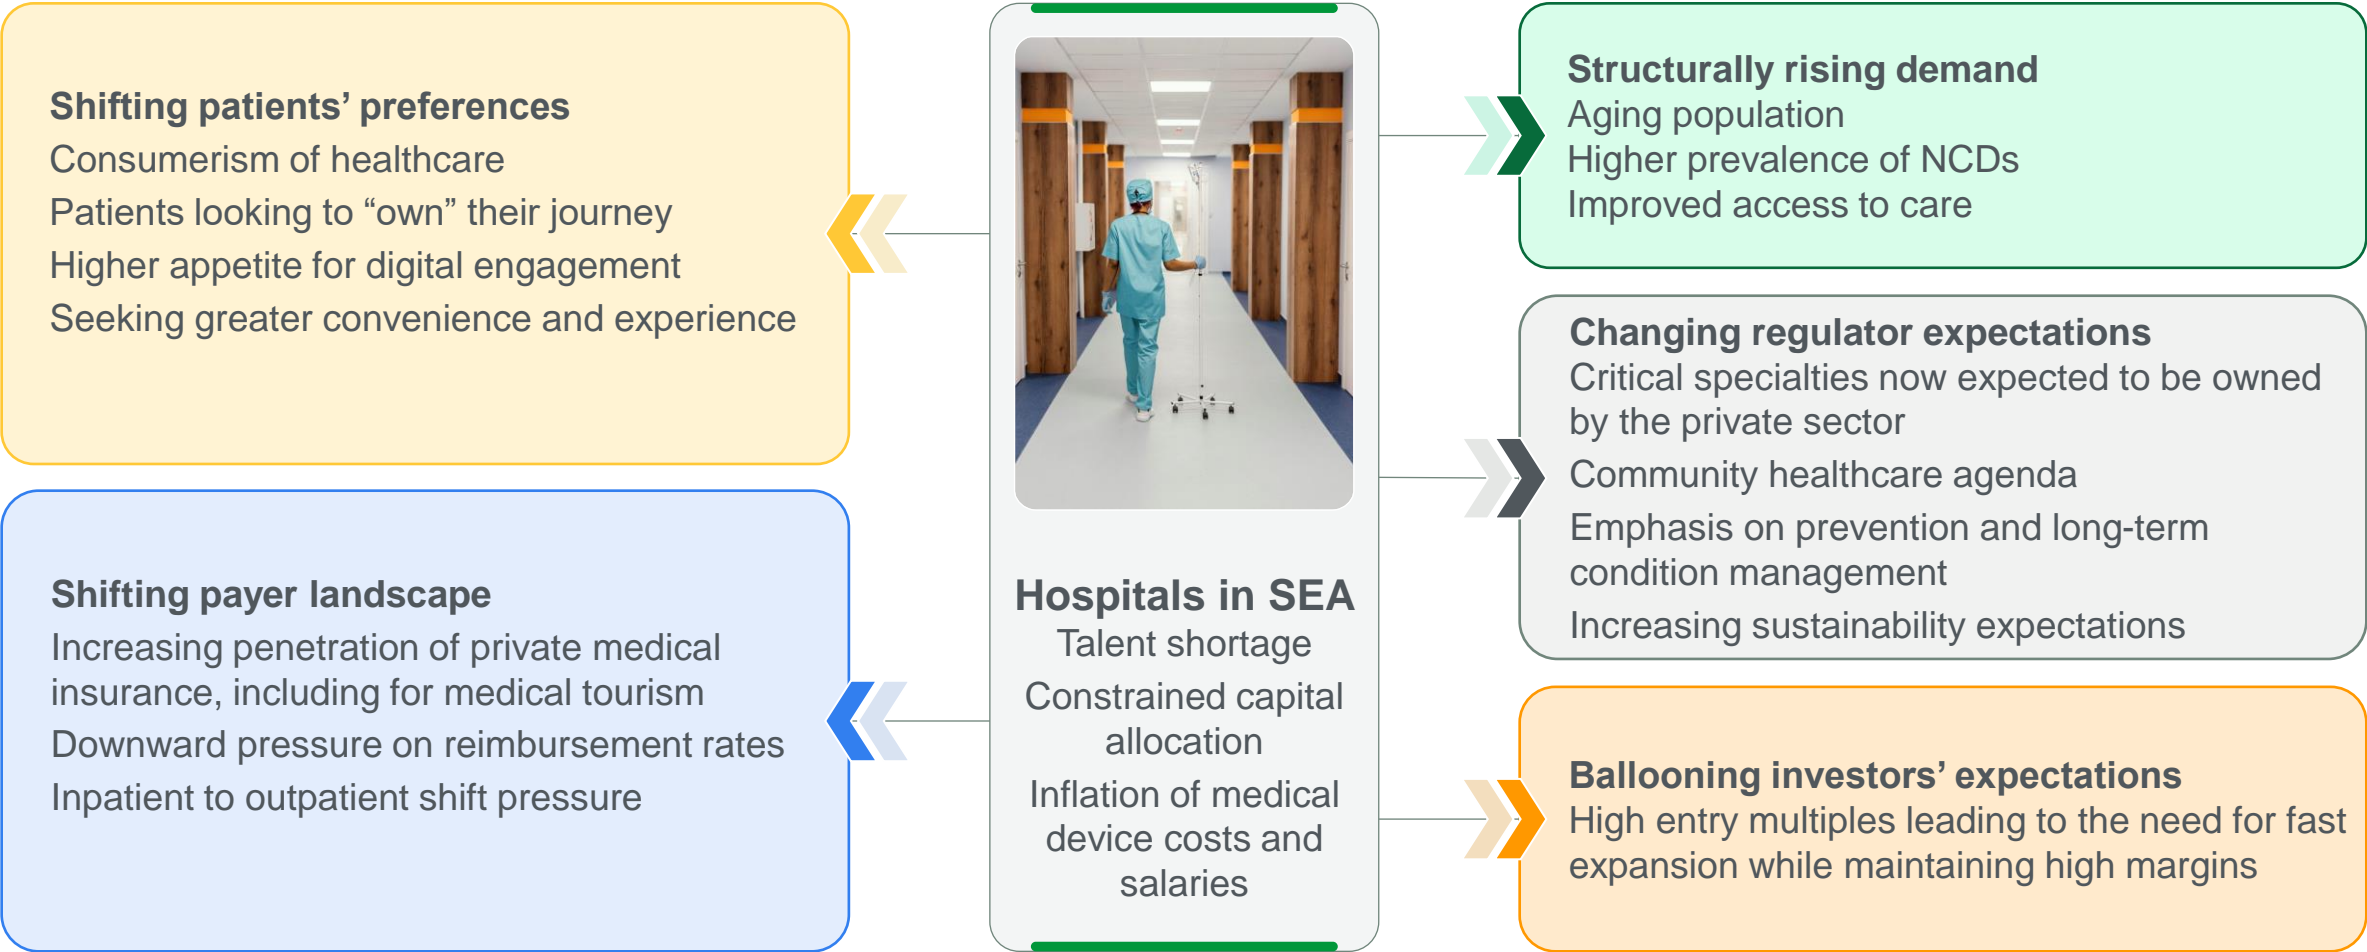 Shifting patients’ preferences
Consumerism of healthcare
Patients looking to “own” their journey
Higher appetite for digital engagement
Seeking greater convenience and experience
Shifting payer landscape
Increasing penetration of private medical
insurance, including for medical tourism
Downward pressure on reimbursement rates
Inpatient to outpatient shift pressure
Hospitals in SEA
Talent shortage
Constrained capital
allocation
Inflation of medical
device costs and
salaries
Structurally rising demand
Aging population
Higher prevalence of NCDs
Improved access to care
Changing regulator expectations
Critical specialties now expected to be owned
by the private sector
Community healthcare agenda
Emphasis on prevention and long-term
condition management
Increasing sustainability expectations
Ballooning investors’ expectations
High entry multiples leading to the need for fast
expansion while maintaining high margins